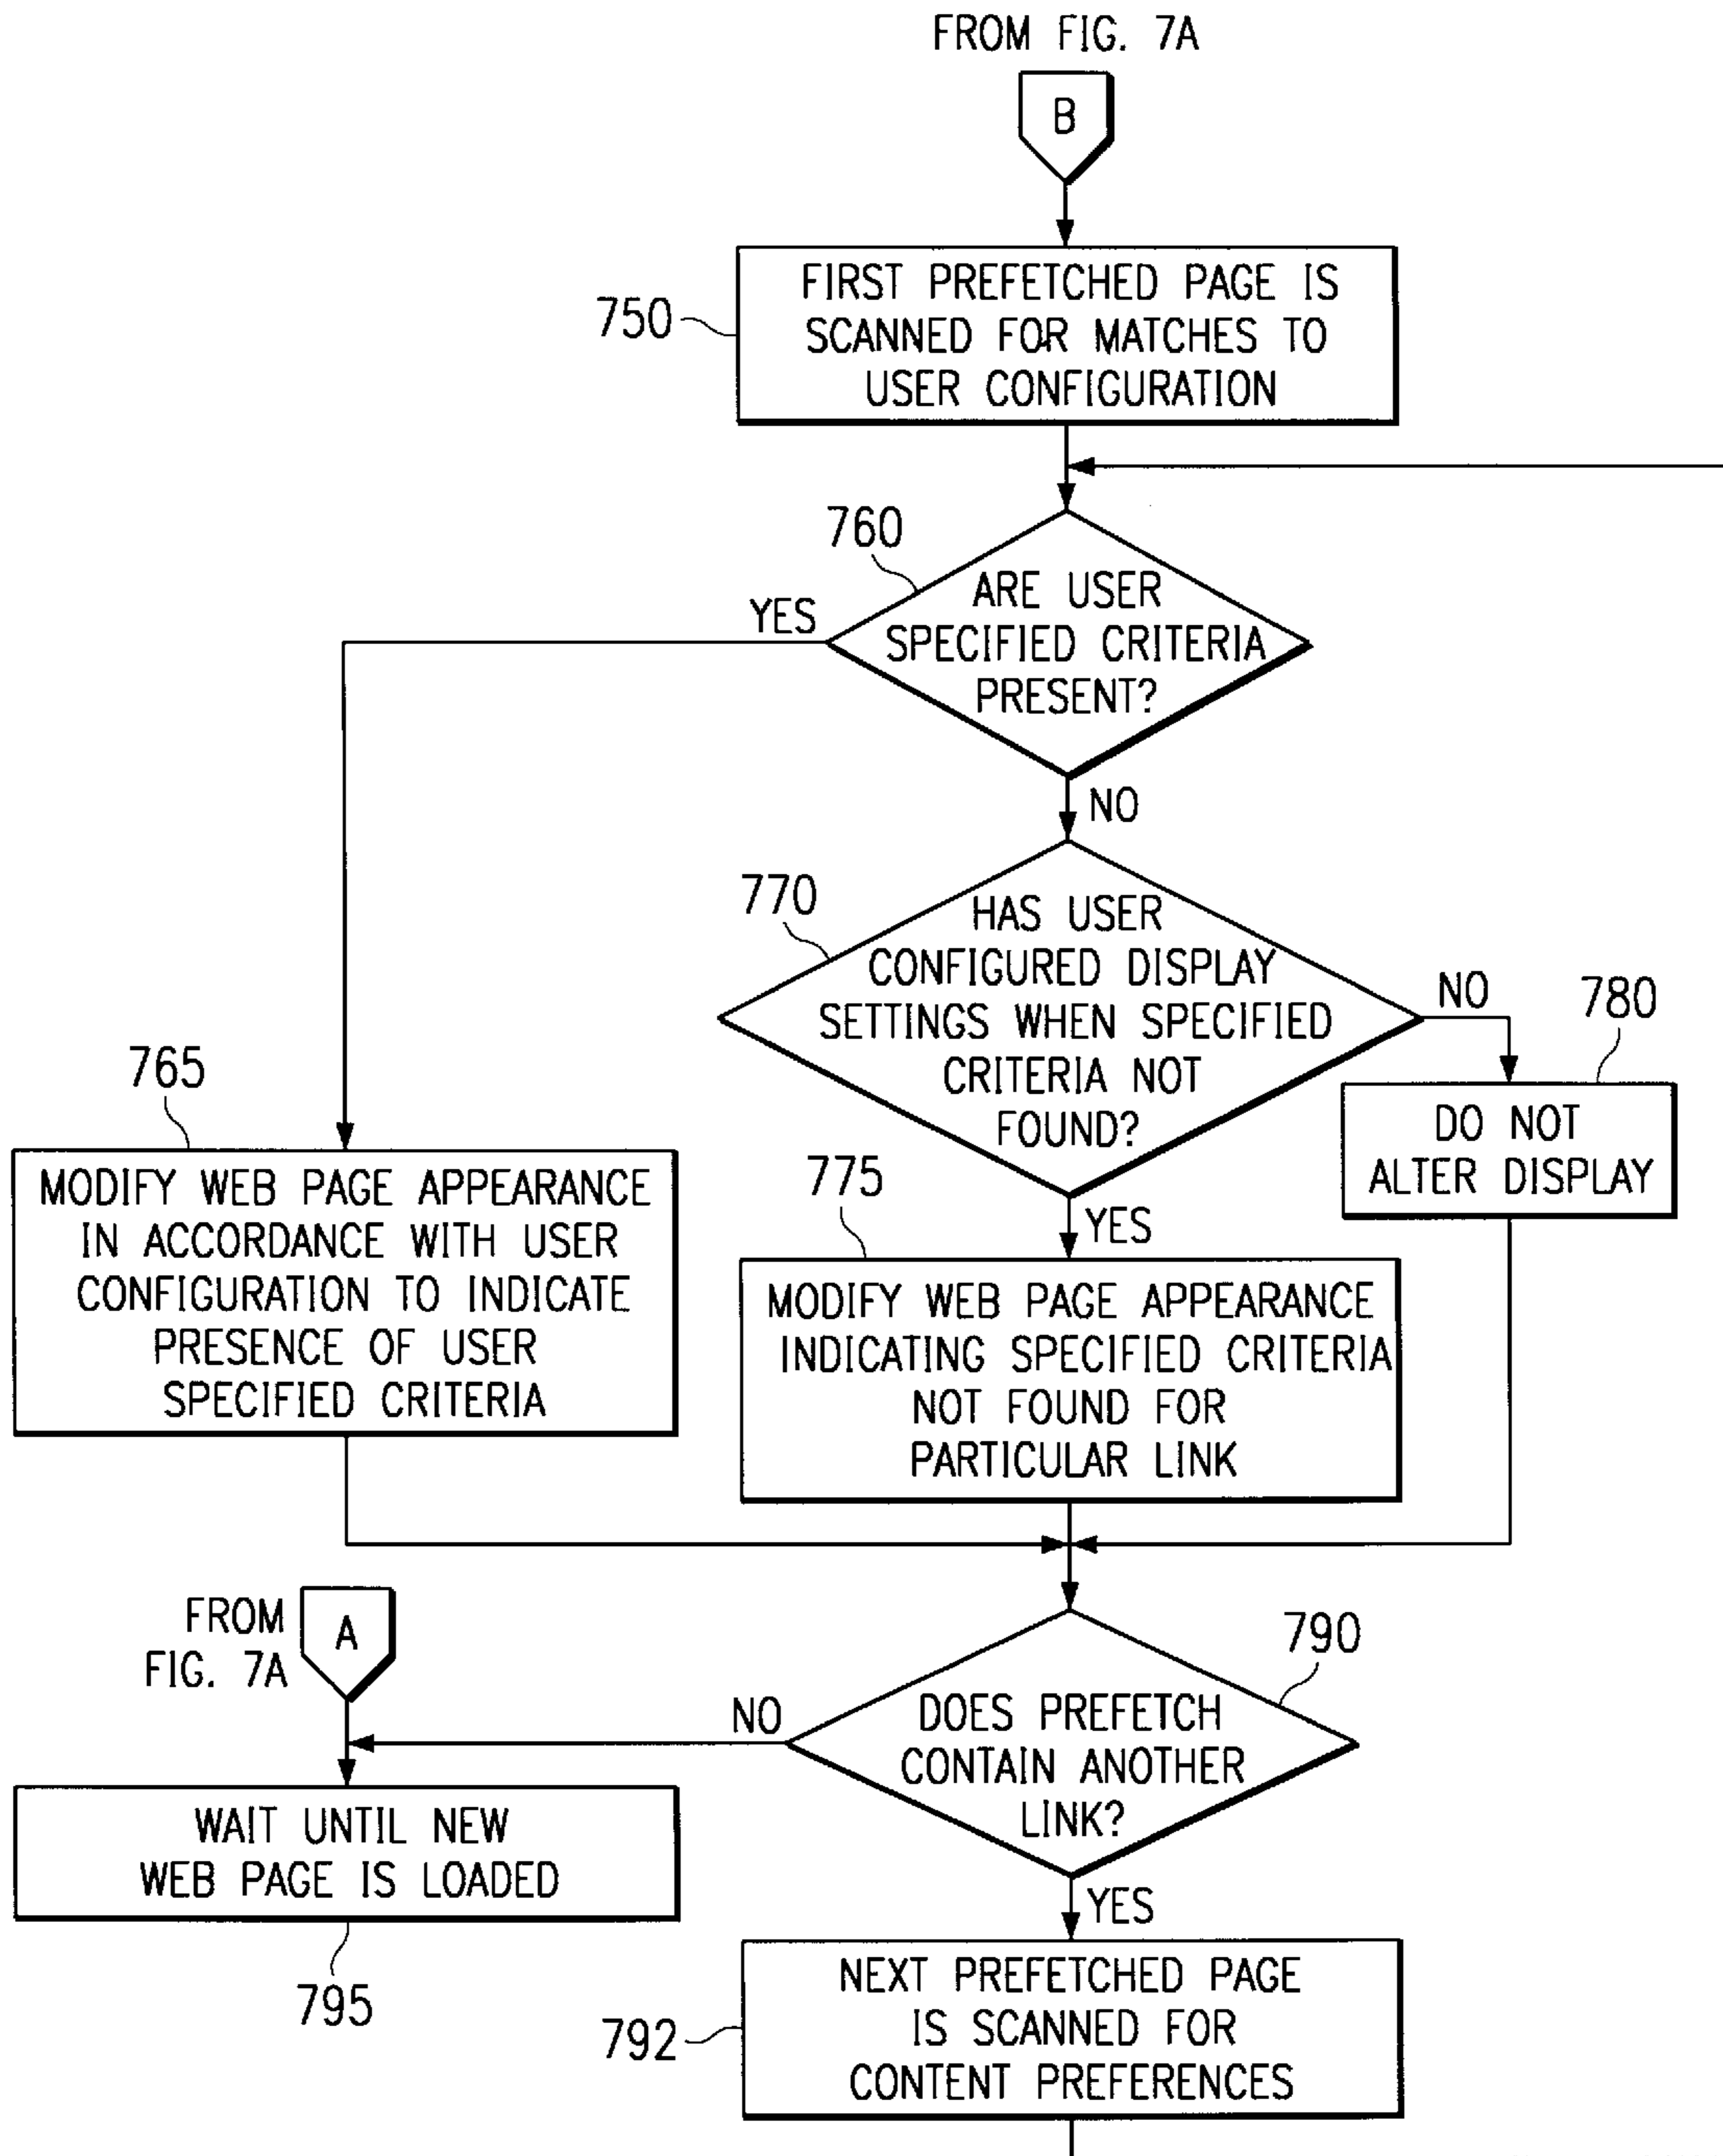 FROM FIG. 7A
B
750
FIRST PREFETCHED PAGE IS
SCANNED FOR MATCHES TO
USER CONFIGURATION
760
YES
ARE USER
SPECIFIED CRITERIA
PRESENT?
NO
770
HAS USER
CONFIGURED DISPLAY
SETTINGS WHEN SPECIFIED
CRITERIA NOT
FOUND?
NO
780
DO NOT
ALTER DISPLAY
765
MODIFY WEB PAGE APPEARANCE
IN ACCORDANCE WITH USER
CONFIGURATION TO INDICATE
PRESENCE OF USER
SPECIFIED CRITERIA
775
YES
MODIFY WEB PAGE APPEARANCE
INDICATING SPECIFIED CRITERIA
NOT FOUND FOR
PARTICULAR LINK
FROM
FIG. 7A
A
790
NO
DOES PREFETCH
CONTAIN ANOTHER
LINK?
WAIT UNTIL NEW
WEB PAGE IS LOADED
795
YES
792
NEXT PREFETCHED PAGE
IS SCANNED FOR
CONTENT PREFERENCES